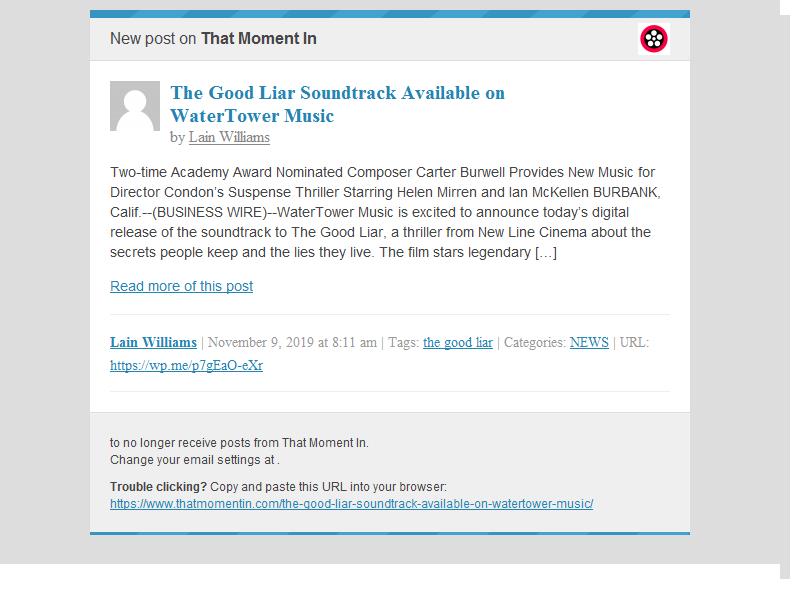 New post on That Moment In
The Good Liar Soundtrack Available on
WaterTower Music
by Lain Williams
Two-time Academy Award Nominated Composer Carter Burwell Provides New Music for
Director Condon’s Suspense Thriller Starring Helen Mirren and Ian McKellen BURBANK,
Calif.--(BUSINESS WIRE)--WaterTower Music is excited to announce today’s digital
release of the soundtrack to The Good Liar, a thriller from New Line Cinema about the
secrets people keep and the lies they live. The film stars legendary […]
Read more of this post
Lain Williams | November 9, 2019 at 8:11 am | Tags: the good liar | Categories: NEWS | URL:
https://wp.me/p7gEaO-eXr
to no longer receive posts from That Moment In.
Change your email settings at .
Trouble clicking? Copy and paste this URL into your browser:
https://www.thatmomentin.com/the-good-liar-soundtrack-available-on-watertower-music/